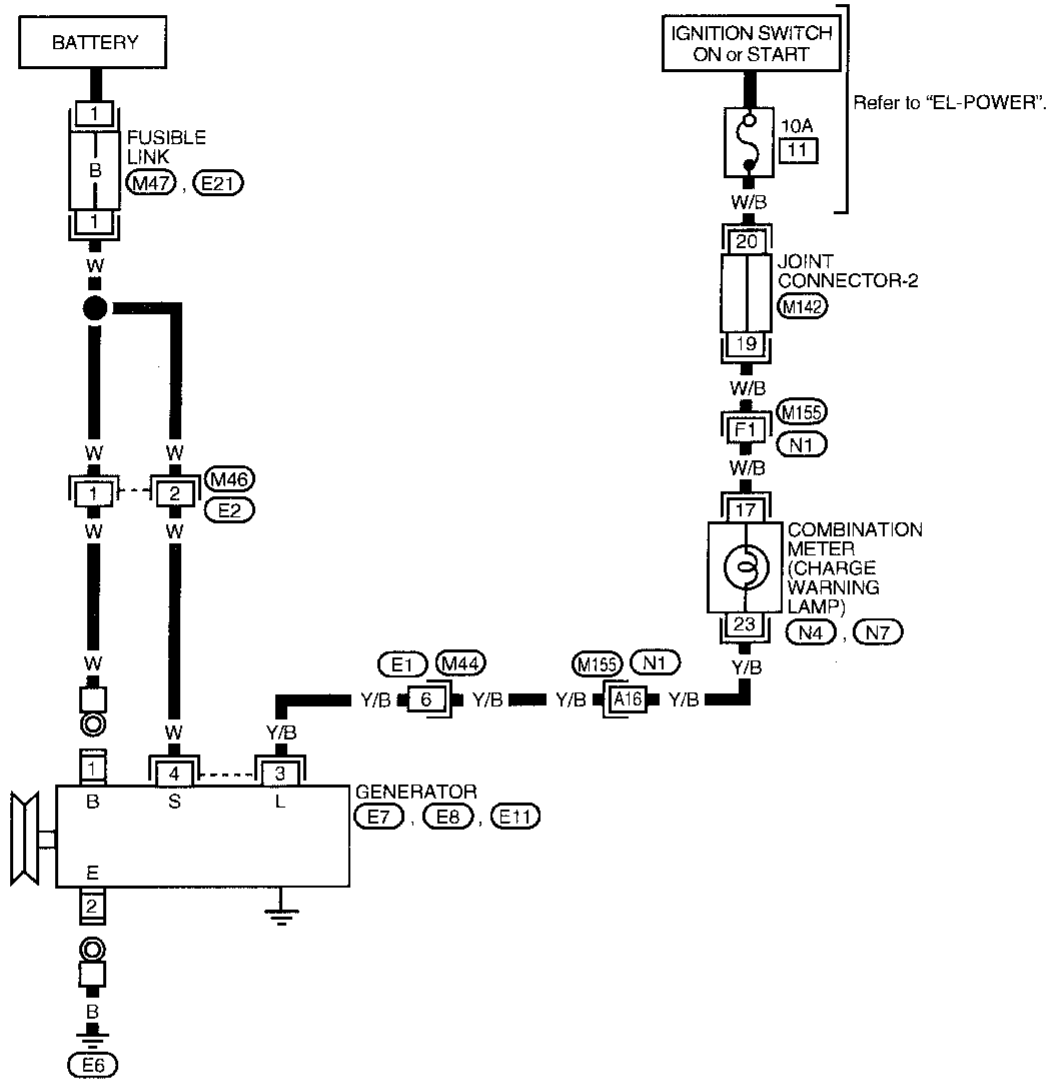 BATTERY
IGNITION SWITCH
ON or START
Refer to "EL-POWER".
1
FUSIBLE
LINK
B
M47 , E21
1
10A
11
W/B
W
20
JOINT
CONNECTOR-2
M142
19
W/B
M155
F1
N1
W/B
W
W
M46
1
2
E2
W
W
17
COMBINATION
METER
(CHARGE
WARNING
LAMP)
23
N4 , N7
W
Y/B
E1
M44
M155
N1
Y/B
6
Y/B
Y/B
A16
Y/B
W
Y/B
1
4
3
B
S
L
GENERATOR
E7 , E8 , E11
E
2
B
E6